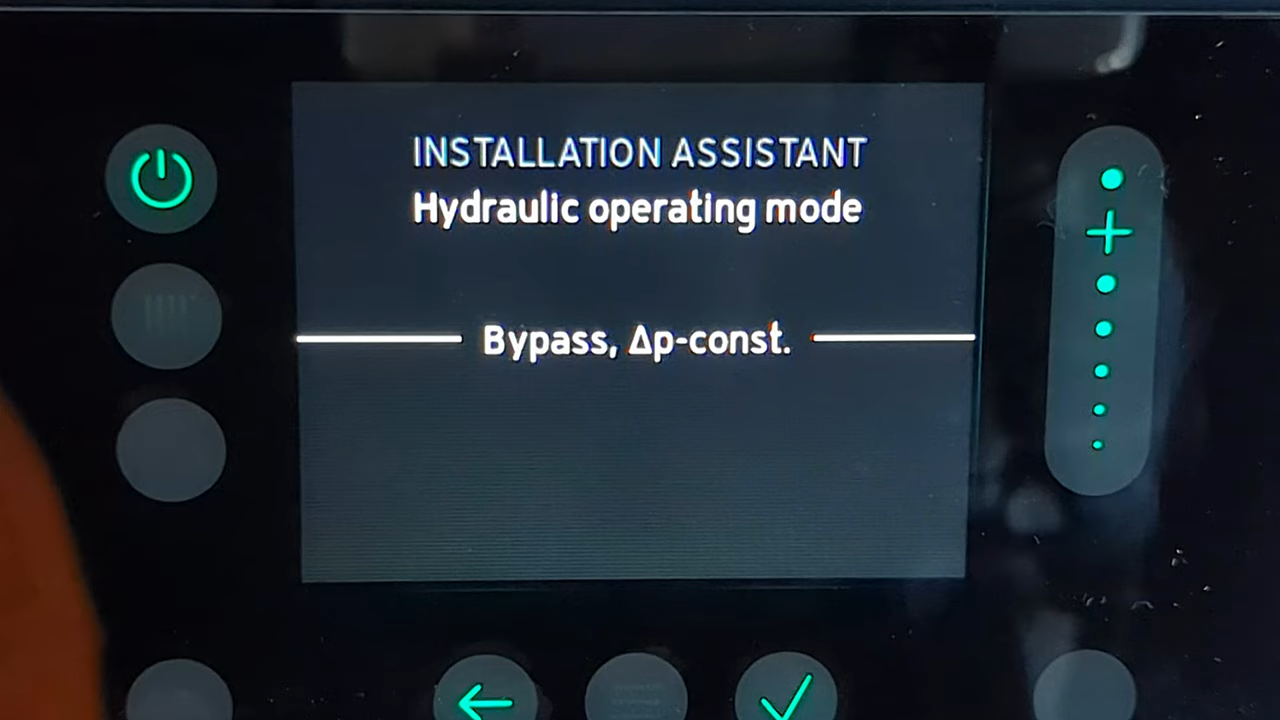 INSTALLATION ASSISTANT
Hydraulic operating mode
Bypass, Δp-const.